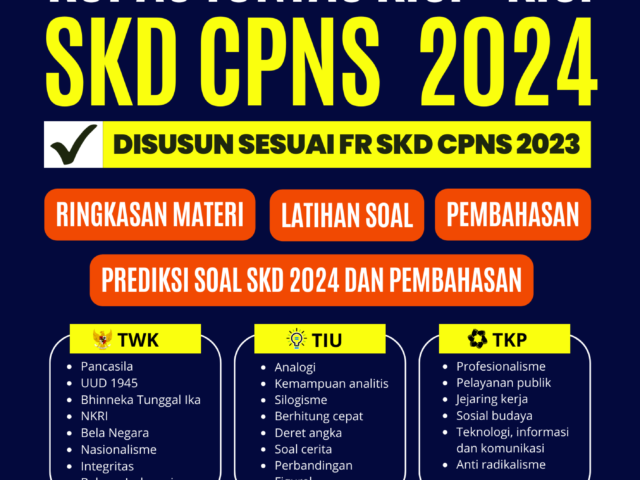 SKD CPNS 2024
DISUSUN SESUAI FR SKD CPNS 2023
RINGKASAN MATERI
LATIHAN SOAL
PEMBAHASAN
PREDIKSI SOAL SKD 2024 DAN PEMBAHASAN
TWK
Pancasila
UUD 1945
Bhinneka Tunggal Ika
NKRI
Bela Negara
Nasionalisme
Integritas
TIU
Analogi
Kemampuan analitis
Silogisme
Berhitung cepat
Deret angka
Soal cerita
Perbandingan
TKP
Profesionalisme
Pelayanan publik
Jejaring kerja
Sosial budaya
Teknologi, informasi
dan komunikasi
Anti radikalisme